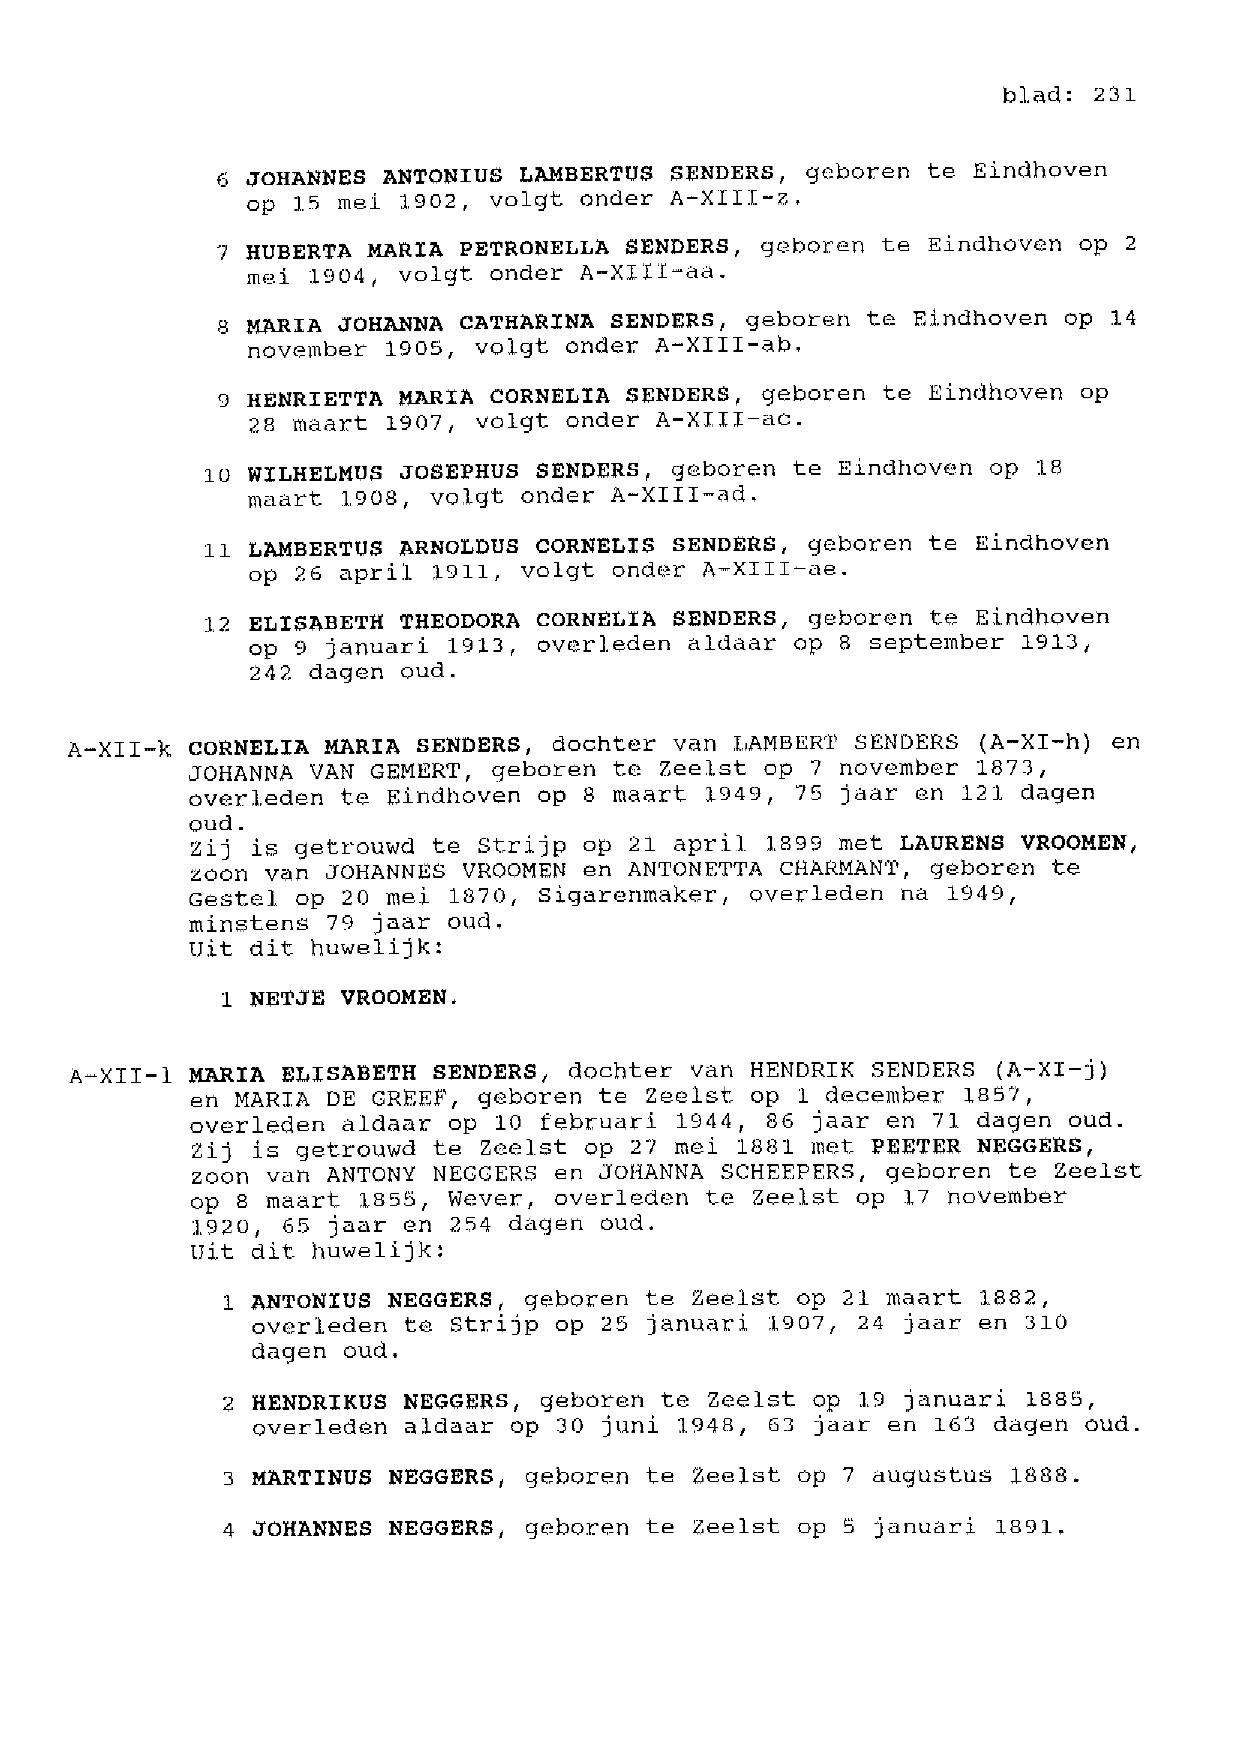 blad: 231
6 JOHANNES ANTONIUS LAMBERTUS SENDERS, geboren te Eindhoven
op 15 mei 1902, volgt onder A-XIII-z.
7 HUBERTA MARIA PETRONELLA SENDERS, geboren te Eindhoven op 2
mei 1904, volgt onder A-XIII-aa.
8 MARIA JOHANNA CATHARINA SENDERS, geboren te Eindhoven op 14
november 1905, volgt onder A-XIII-ab.
9 HENRIETTA MARIA CORNELIA SENDERS, geboren te Eindhoven op
28 maart 1907, volgt onder A-XIII-ac.
10 WILHELMUS JOSEPHUS SENDERS, geboren te Eindhoven op 18
maart 1908, volgt onder A-XIII-ad.
11 LAMBERTUS ARNOLDUS CORNELIS SENDERS, geboren te Eindhoven
op 26 april 1911, volgt onder A-XIII-ae.
12 ELISABETH THEODORA CORNELIA SENDERS, geboren te Eindhoven
op 9 januari 1913, overleden aldaar op 8 september 1913,
242 dagen oud.
A-XII-k CORNELIA MARIA SENDERS, dochter van LAMBERT SENDERS (A-XI-h) en
JOHANNA VAN GEMERT, geboren te Zeelst op 7 november 1873,
overleden te Eindhoven op 8 maart 1949, 75 jaar en 121 dagen
oud.
Zij is getrouwd te Strijp op 21 april 1899 met LAURENS VROOMEN,
zoon van JOHANNES VROOMEN en ANTONETTA CHARMANT, geboren te
Gestel op 20 mei 1870, Sigarenmaker, overleden na 1949,
minstens 79 jaar oud.
Uit dit huwelijk:
1 NETJE VROOMEN.
A-XII-l MARIA ELISABETH SENDERS, dochter van HENDRIK SENDERS (A-XI-j)
en MARIA DE GREEF, geboren te Zeelst op 1 december 1857,
overleden aldaar op 10 februari 1944, 86 jaar en 71 dagen oud.
Zij is getrouwd te Zeelst op 27 mei 1881 met PEETER NEGGERS,
zoon van ANTONY NEGGERS en JOHANNA SCHEEPERS, geboren te Zeelst
op 8 maart 1855, Wever, overleden te Zeelst op 17 november
1920, 65 jaar en 254 dagen oud.
Uit dit huwelijk:
1 ANTONIUS NEGGERS, geboren te Zeelst op 21 maart 1882,
overleden te Strijp op 25 januari 1907, 24 jaar en 310
dagen oud.
2 HENDRIKUS NEGGERS, geboren te Zeelst op 19 januari 1885,
overleden aldaar op 30 juni 1948, 63 jaar en 163 dagen oud.
3 MARTINUS NEGGERS, geboren te Zeelst op 7 augustus 1888.
4 JOHANNES NEGGERS, geboren te Zeelst op 5 januari 1891.